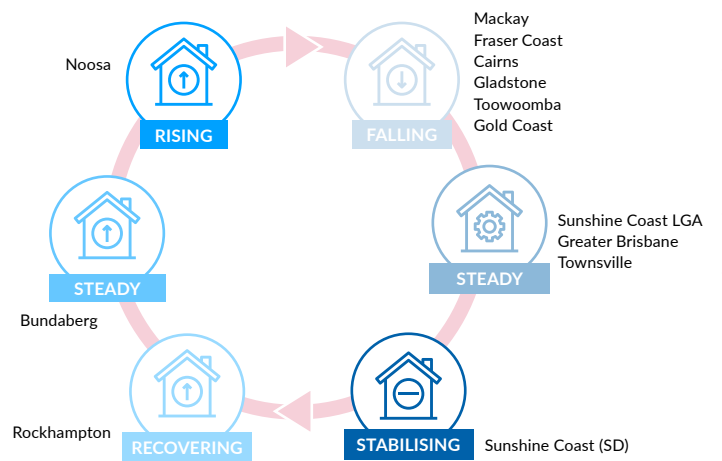 Noosa
RISING
Mackay
Fraser Coast
Cairns
Gladstone
Toowoomba
Gold Coast
FALLING
Sunshine Coast LGA
Greater Brisbane
Townsville
STEADY
STABILISING
Sunshine Coast (SD)
Rockhampton
RECOVERING
STEADY
Bundaberg